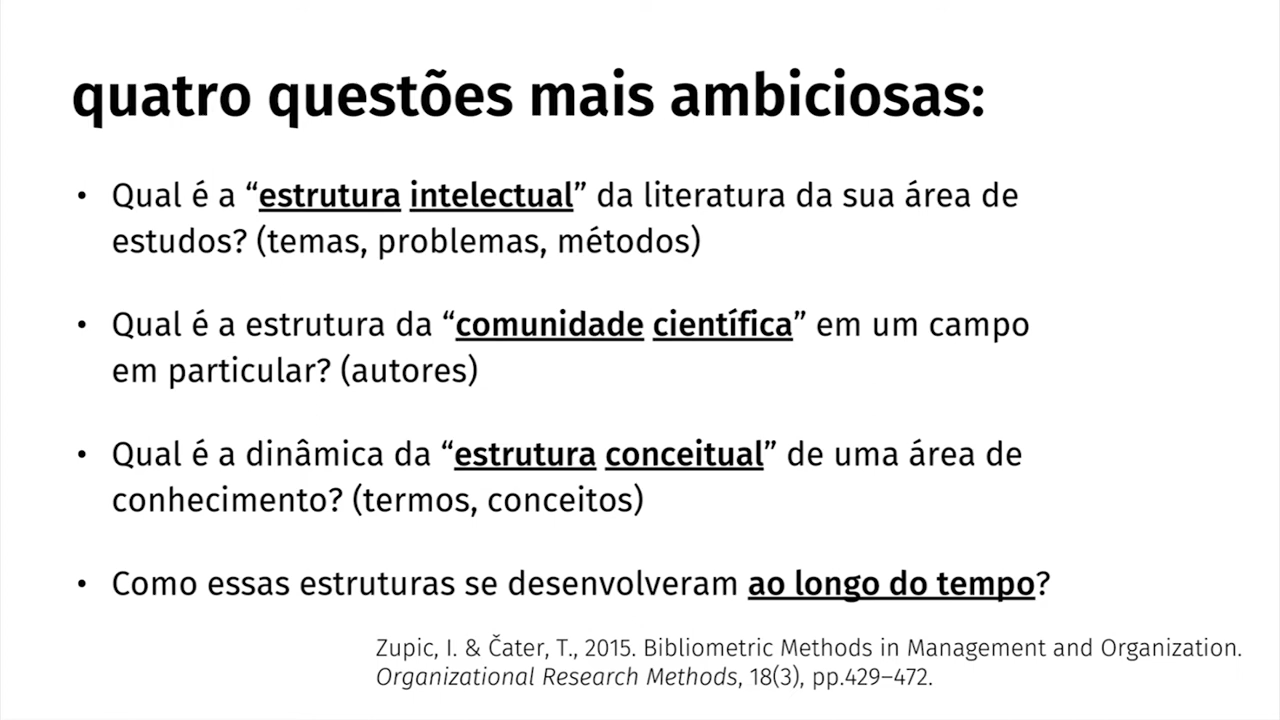 quatro questões mais ambiciosas:
• Qual é a “estrutura intelectual” da literatura da sua área de
estudos? (temas, problemas, métodos)
• Qual é a estrutura da “comunidade científica” em um campo
em particular? (autores)
• Qual é a dinâmica da “estrutura conceitual” de uma área de
conhecimento? (termos, conceitos)
• Como essas estruturas se desenvolveram ao longo do tempo?
Zupic, I. & Čater, T., 2015. Bibliometric Methods in Management and Organization.
Organizational Research Methods, 18(3), pp.429–472.